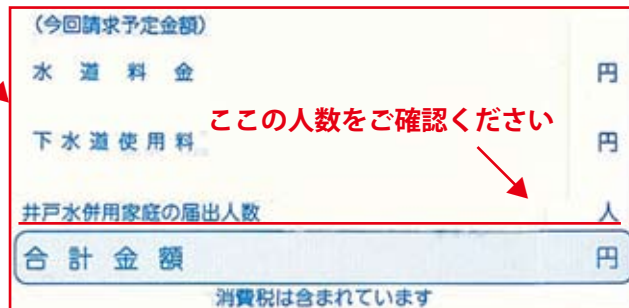 (今回請求予定金額)
水道料金 円
ここの人数をご確認ください
下水道使用料 円
井戸水併用家庭の届出人数 人
合計金額 円
消費税は含まれています